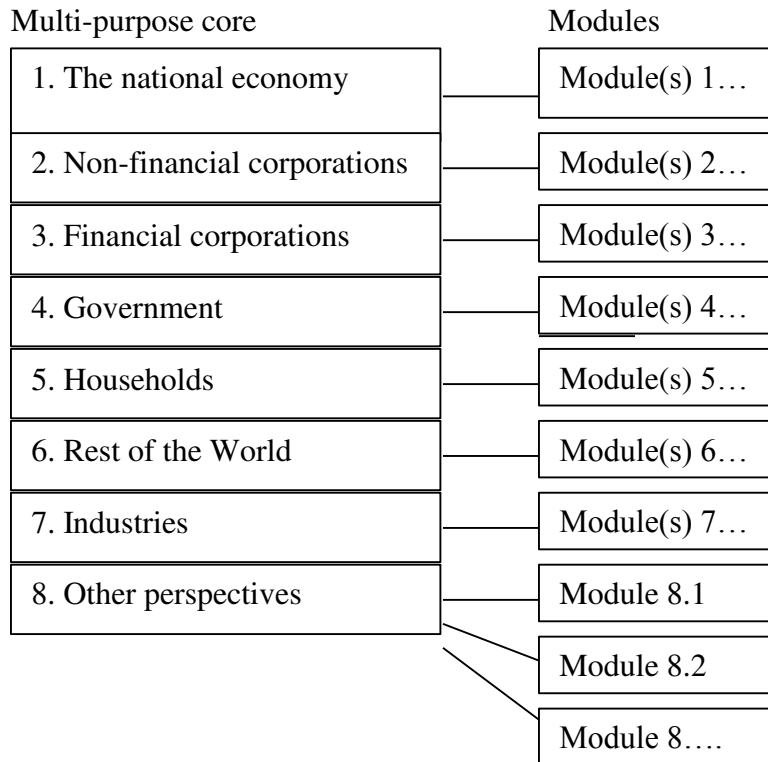 Multi-purpose core Modules
1. The national economy Module(s) 1…
2. Non-financial corporations Module(s) 2…
3. Financial corporations Module(s) 3…
4. Government Module(s) 4…
5. Households Module(s) 5…
6. Rest of the World Module(s) 6…
7. Industries Module(s) 7…
8. Other perspectives Module 8.1
Module 8.2
Module 8….